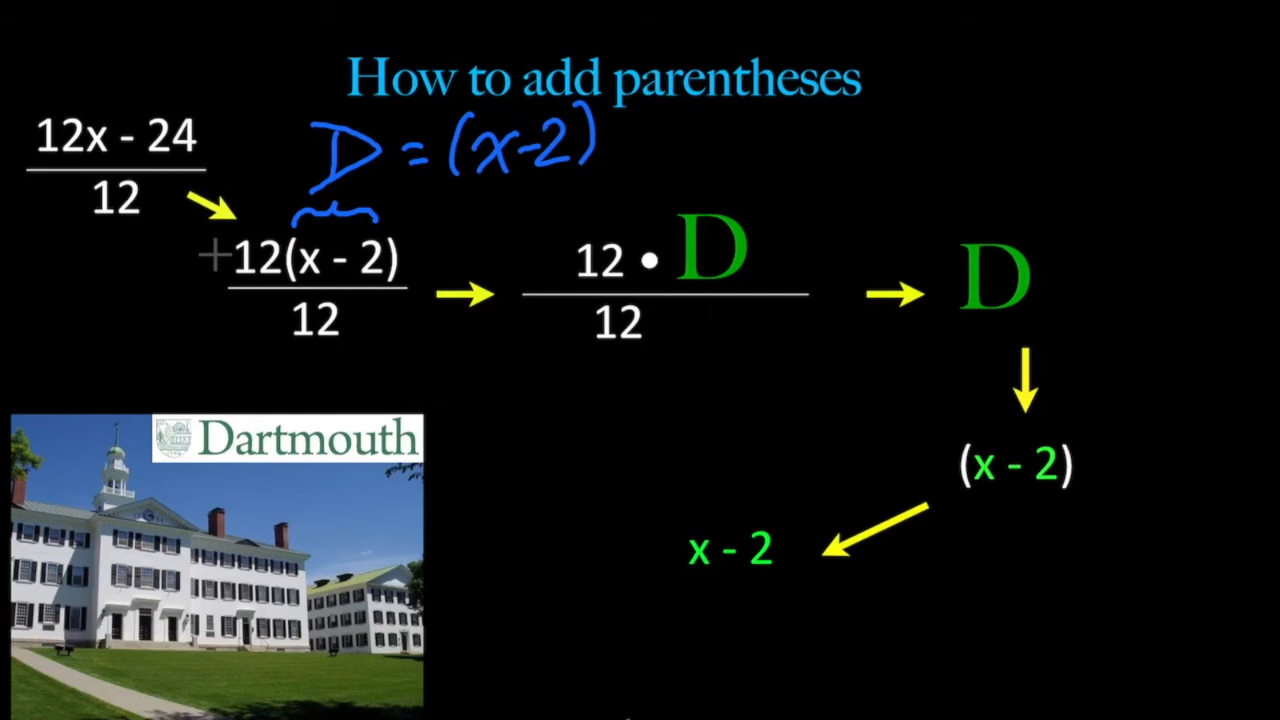 How to add parentheses
12x - 24
12
D = (x-2)
12(x - 2)
12
12 • D
12
D
(x - 2)
x - 2
Dartmouth